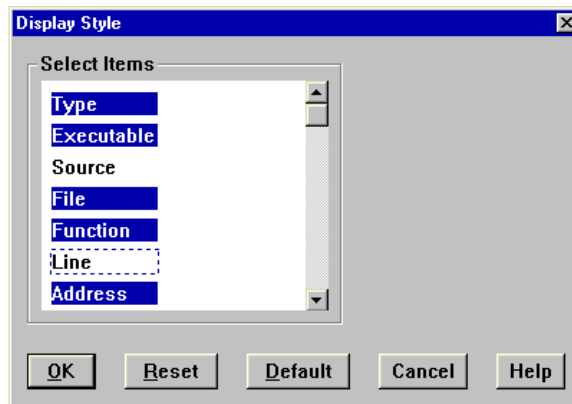 Display Style
Select Items
Type
Executable
Source
File
Function
Line
Address
OK Reset Default Cancel Help